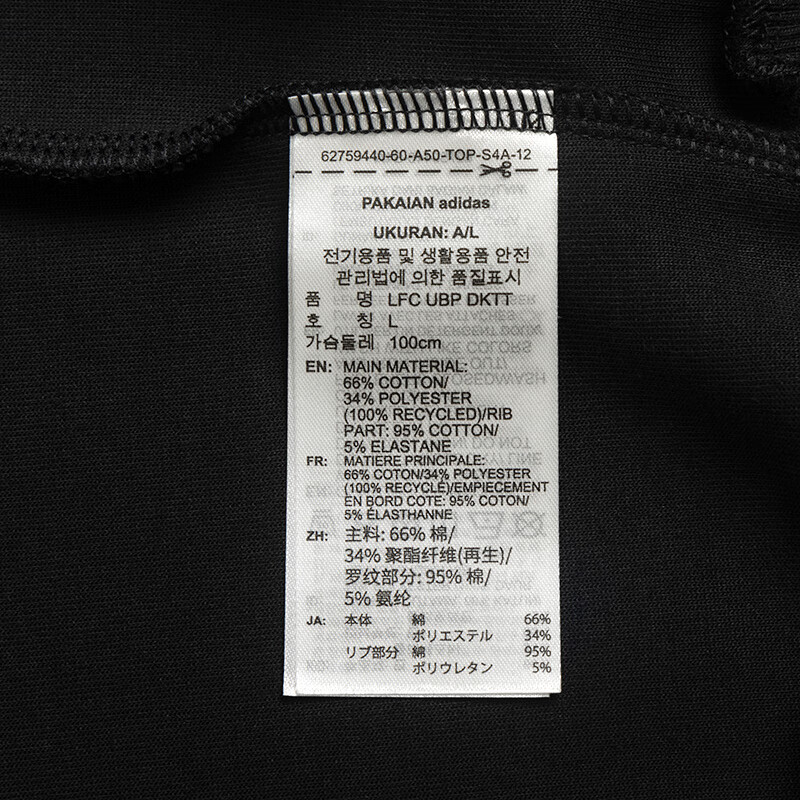 62759440-60-A50-TOP-S4A-12
PAKAIAN adidas
UKURAN: A/L
전기용품 및 생활용품 안전
관리법에 의한 품질표시
품 명 LFC UBP DKTT
호 칭 L
가슴둘레 100cm
EN: MAIN MATERIAL:
66% COTTON/
34% POLYESTER
(100% RECYCLED)/RIB
PART: 95% COTTON/
5% ELASTANE
FR: MATIERE PRINCIPALE:
66% COTON/34% POLYESTER
(100% RECYCLÉ)/EMPIECEMENT
EN BORD COTE: 95% COTON/
5% ÉLASTHANNE
ZH: 主料: 66% 棉/
34% 聚酯纤维(再生)/
罗纹部分: 95% 棉/
5% 氨纶
JA: 本体 綿 66%
ポリエステル 34%
リブ部分 綿 95%
ポリウレタン 5%